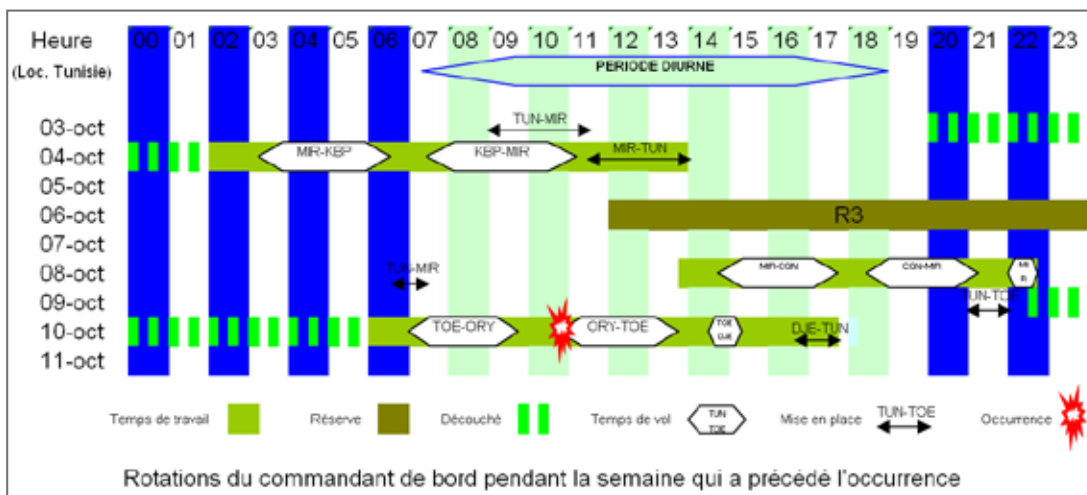 Heure 00 01 02 03 04 05 06 07 08 09 10 11 12 13 14 15 16 17 18 19 20 21 22 23
(Loc. Tunisie) PERIODE DIURNE
03-oct TUN-MIR
04-oct MIR-KBP KBP-MIR MIR-TUN
05-oct
06-oct R3
07-oct
08-oct TUN-MIR MIR-CGN CGN-MIR
09-oct TUN-TOE
10-oct TOE-ORY ORY-TOE TOE DJE DJE-TUN
11-oct
Temps de travail Réserve Découché Temps de vol TUN TOE Mise en place TUN-TOE Occurrence
Rotations du commandant de bord pendant la semaine qui a précédé l'occurrence